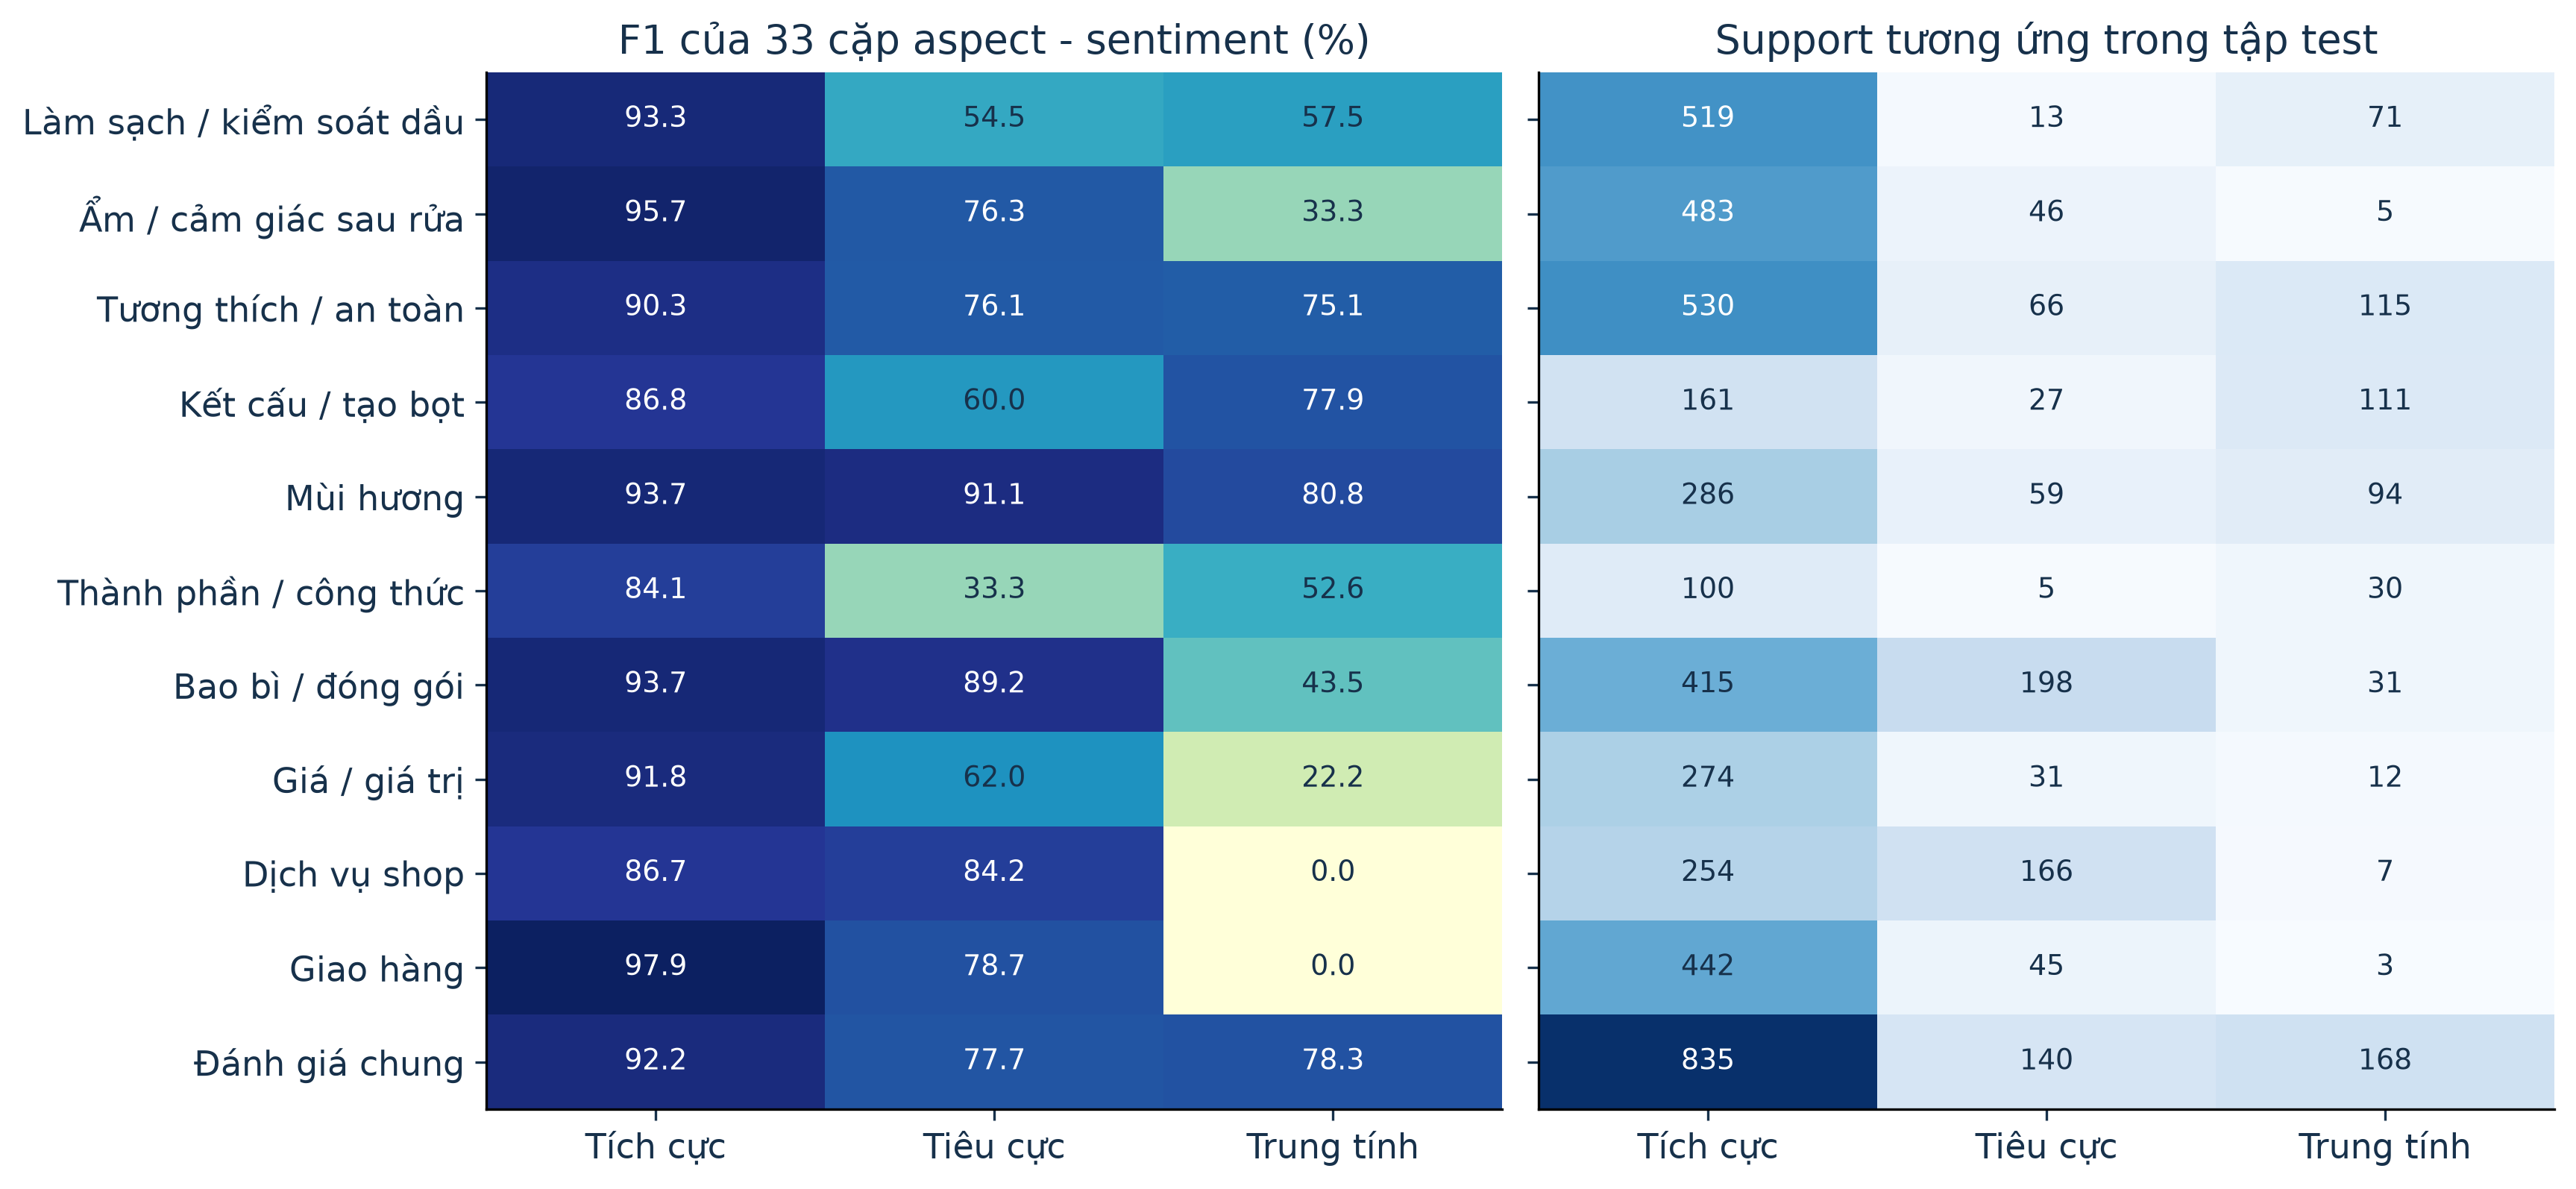 F1 của 33 cặp aspect - sentiment (%)
Support tương ứng trong tập test
Làm sạch / kiểm soát dầu 93.3 54.5 57.5 519 13 71
Ẩm / cảm giác sau rửa 95.7 76.3 33.3 483 46 5
Tương thích / an toàn 90.3 76.1 75.1 530 66 115
Kết cấu / tạo bọt 86.8 60.0 77.9 161 27 111
Mùi hương 93.7 91.1 80.8 286 59 94
Thành phần / công thức 84.1 33.3 52.6 100 5 30
Bao bì / đóng gói 93.7 89.2 43.5 415 198 31
Giá / giá trị 91.8 62.0 22.2 274 31 12
Dịch vụ shop 86.7 84.2 0.0 254 166 7
Giao hàng 97.9 78.7 0.0 442 45 3
Đánh giá chung 92.2 77.7 78.3 835 140 168
Tích cực Tiêu cực Trung tính Tích cực Tiêu cực Trung tính